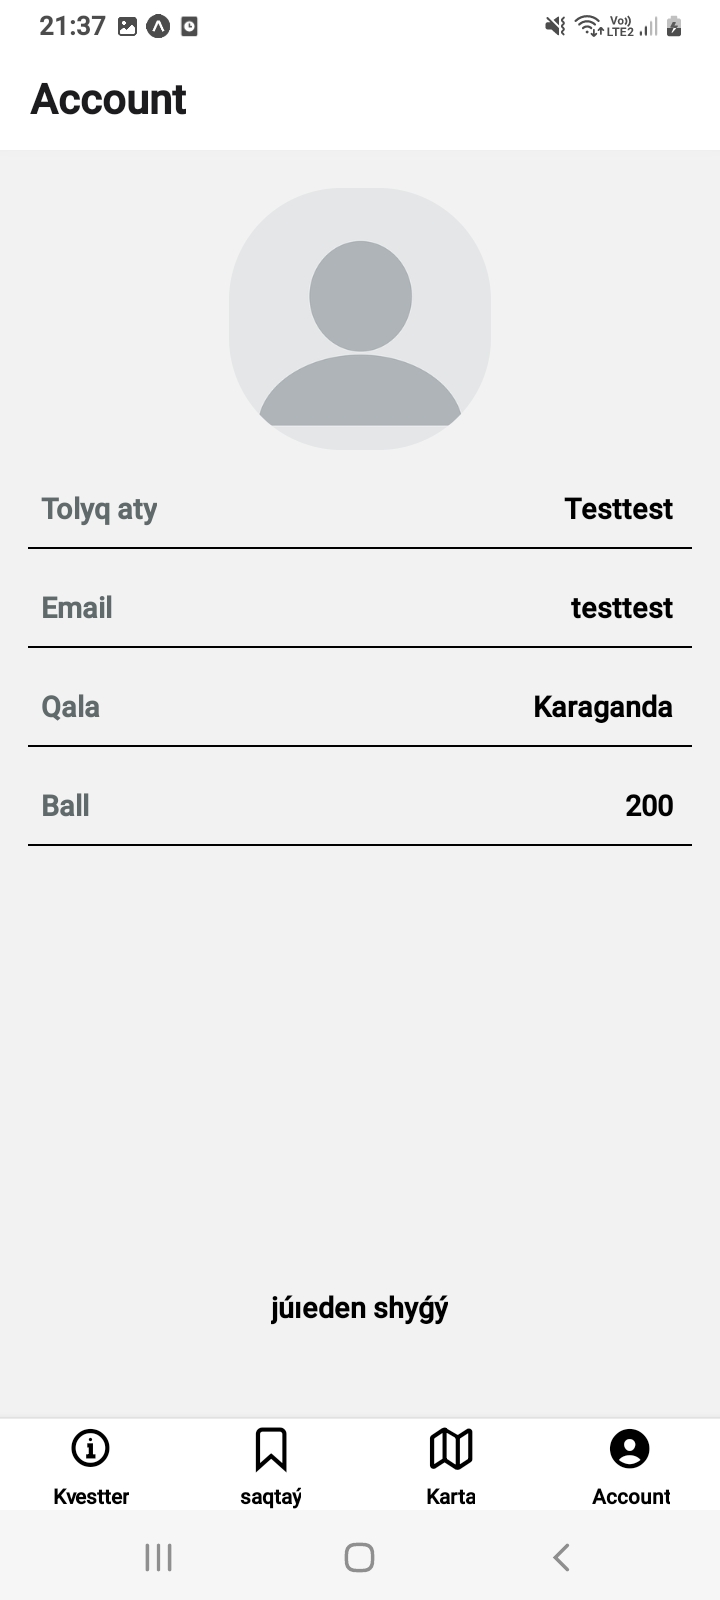 21:37
Vo))
LTE2
Account
Tolyq aty Testtest
Email testtest
Qala Karaganda
Ball 200
júıeden shyǵý
Kvestter saqtaý Karta Account